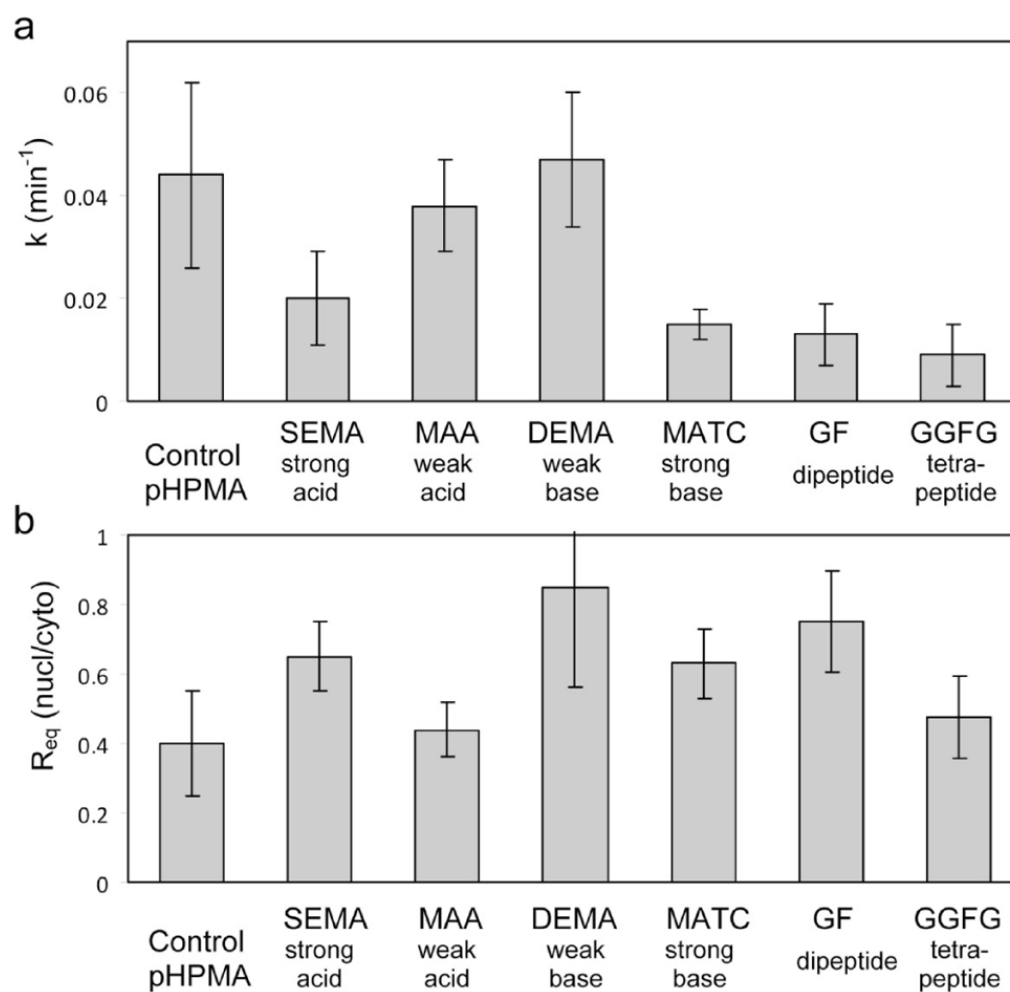 a
k (min⁻¹)
0.06
0.04
0.02
0
Control
pHPMA
SEMA
strong
acid
MAA
weak
acid
DEMA
weak
base
MATC
strong
base
GF
dipeptide
GGFG
tetra-
peptide
b
R_eq (nucl/cyto)
1
0.8
0.6
0.4
0.2
0
Control
pHPMA
SEMA
strong
acid
MAA
weak
acid
DEMA
weak
base
MATC
strong
base
GF
dipeptide
GGFG
tetra-
peptide